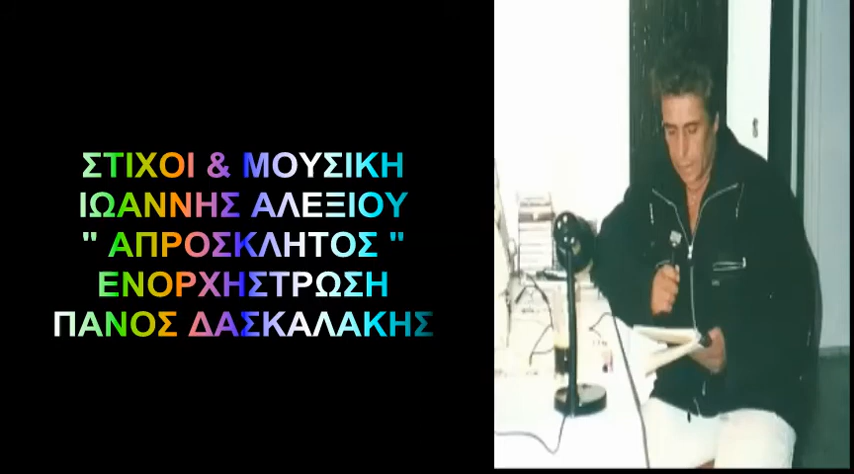 ΣΤΙΧΟΙ & ΜΟΥΣΙΚΗ
ΙΩΑΝΝΗΣ ΑΛΕΞΙΟΥ
" ΑΠΡΟΣΚΛΗΤΟΣ "
ΕΝΟΡΧΗΣΤΡΩΣΗ
ΠΑΝΟΣ ΔΑΣΚΑΛΑΚΗΣ